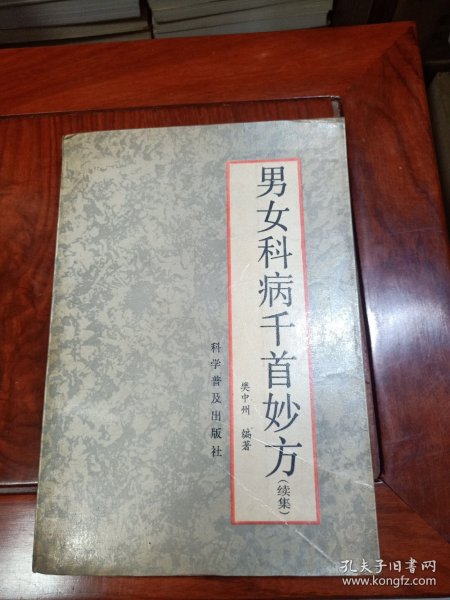 男女科病千首妙方(续集)
樊中州 编著
科学普及出版社
孔夫子旧书网
www.kongfz.com